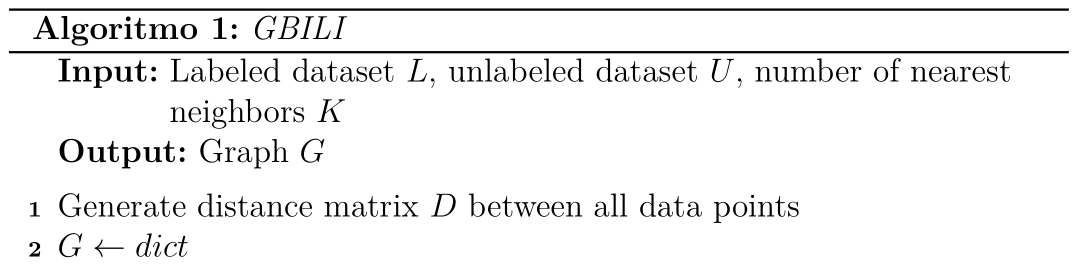 Algoritmo 1: GBILI
Input: Labeled dataset L, unlabeled dataset U, number of nearest
neighbors K
Output: Graph G
1 Generate distance matrix D between all data points
2 G ← dict